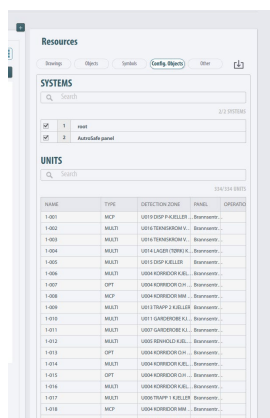 Resources
Drawings Objects Symbols Config. Objects Other
SYSTEMS
Search
2/2 SYSTEMS
1 root
2 AutoSafe panel
UNITS
Search
334/334 UNITS
NAME TYPE DETECTION ZONE PANEL OPERATIO
1-001 MCP U019 DISP P-KJELLER Brannsentr...
1-002 MULTI U016 TEKNISKROM V... Brannsentr...
1-003 MULTI U016 TEKNISKROM V... Brannsentr...
1-004 MULTI U014 LAGER (TØRK) K... Brannsentr...
1-005 MULTI U015 DISP KJELLER Brannsentr...
1-006 MULTI U004 KORRIDOR KJEL... Brannsentr...
1-007 OPT U004 KORRIDOR O.H ... Brannsentr...
1-008 MCP U004 KORRIDOR MM ... Brannsentr...
1-009 MULTI U013 TRAPP 2 KJELLER Brannsentr...
1-010 MULTI U011 GARDEROBE KJ... Brannsentr...
1-011 MULTI U007 GARDEROBE KJ... Brannsentr...
1-012 MULTI U005 RENHOLD KJEL... Brannsentr...
1-013 OPT U004 KORRIDOR O.H ... Brannsentr...
1-014 MULTI U004 KORRIDOR KJEL... Brannsentr...
1-015 OPT U004 KORRIDOR O.H ... Brannsentr...
1-016 MULTI U004 KORRIDOR KJEL... Brannsentr...
1-017 MULTI U006 TRAPP 1 KJELLER Brannsentr...
1-018 MCP U004 KORRIDOR MM ... Brannsentr...